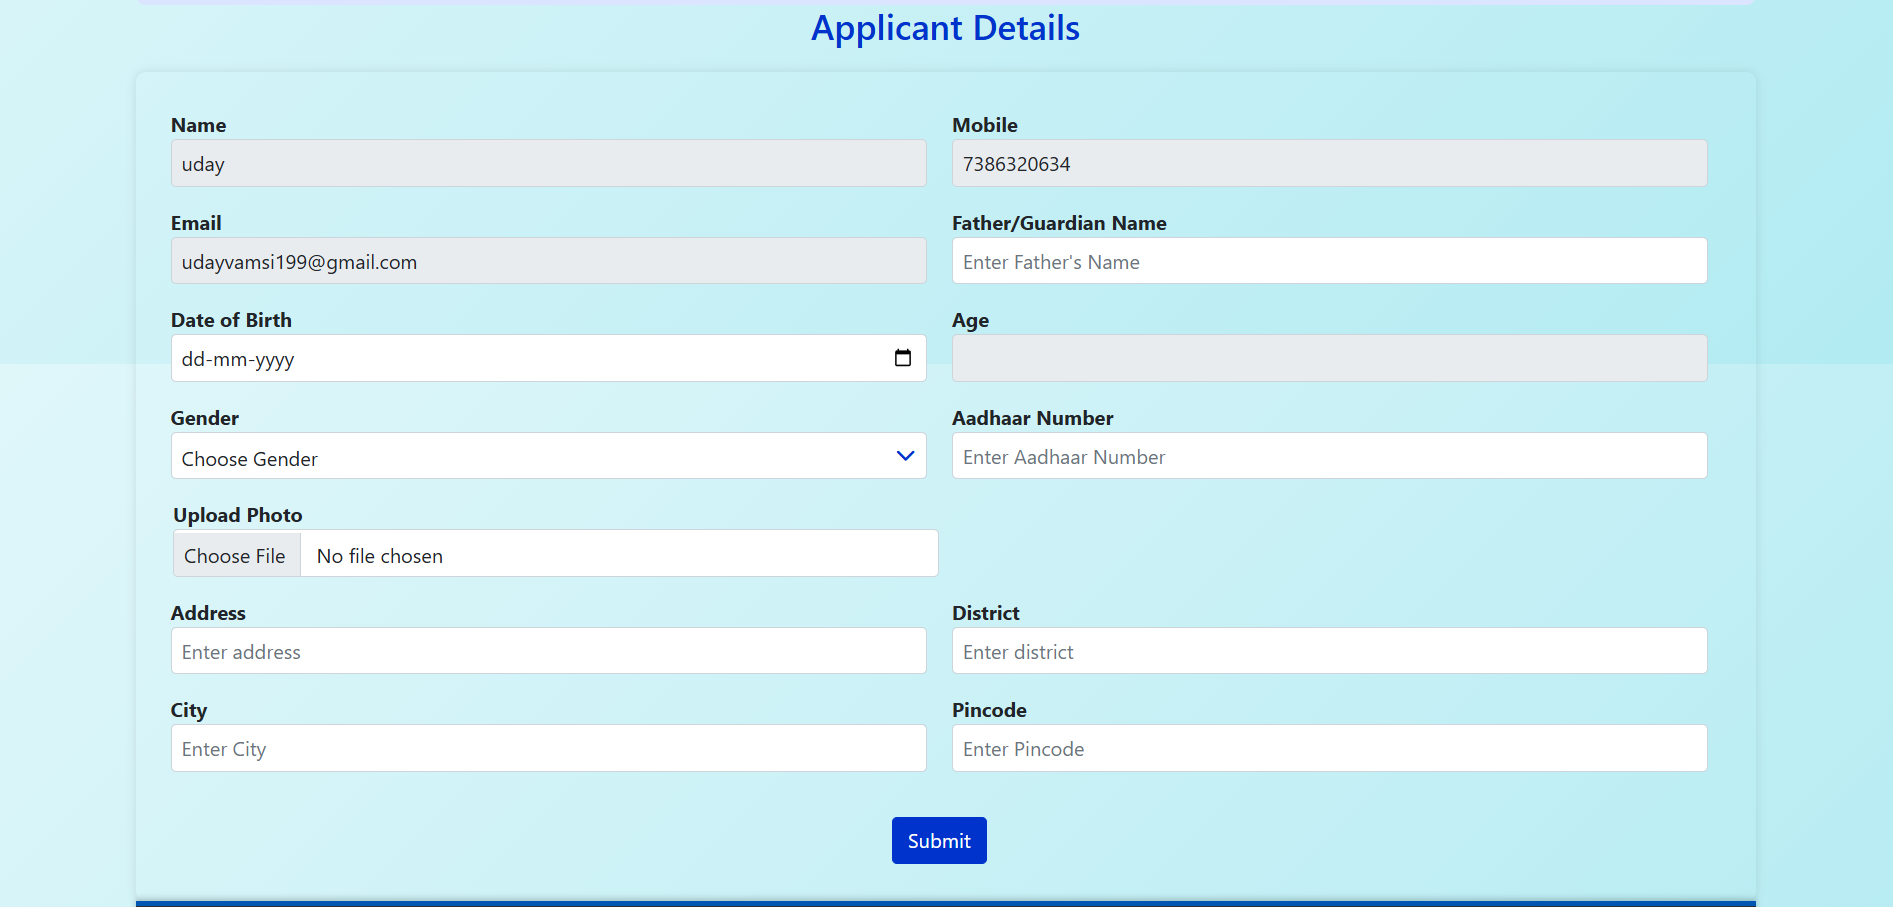 Applicant Details
Name
Mobile
uday
7386320634
Email
Father/Guardian Name
udayvamsi199@gmail.com
Enter Father's Name
Date of Birth
Age
dd-mm-yyyy
Gender
Aadhaar Number
Choose Gender
Enter Aadhaar Number
Upload Photo
Choose File No file chosen
Address
District
Enter address
Enter district
City
Pincode
Enter City
Enter Pincode
Submit